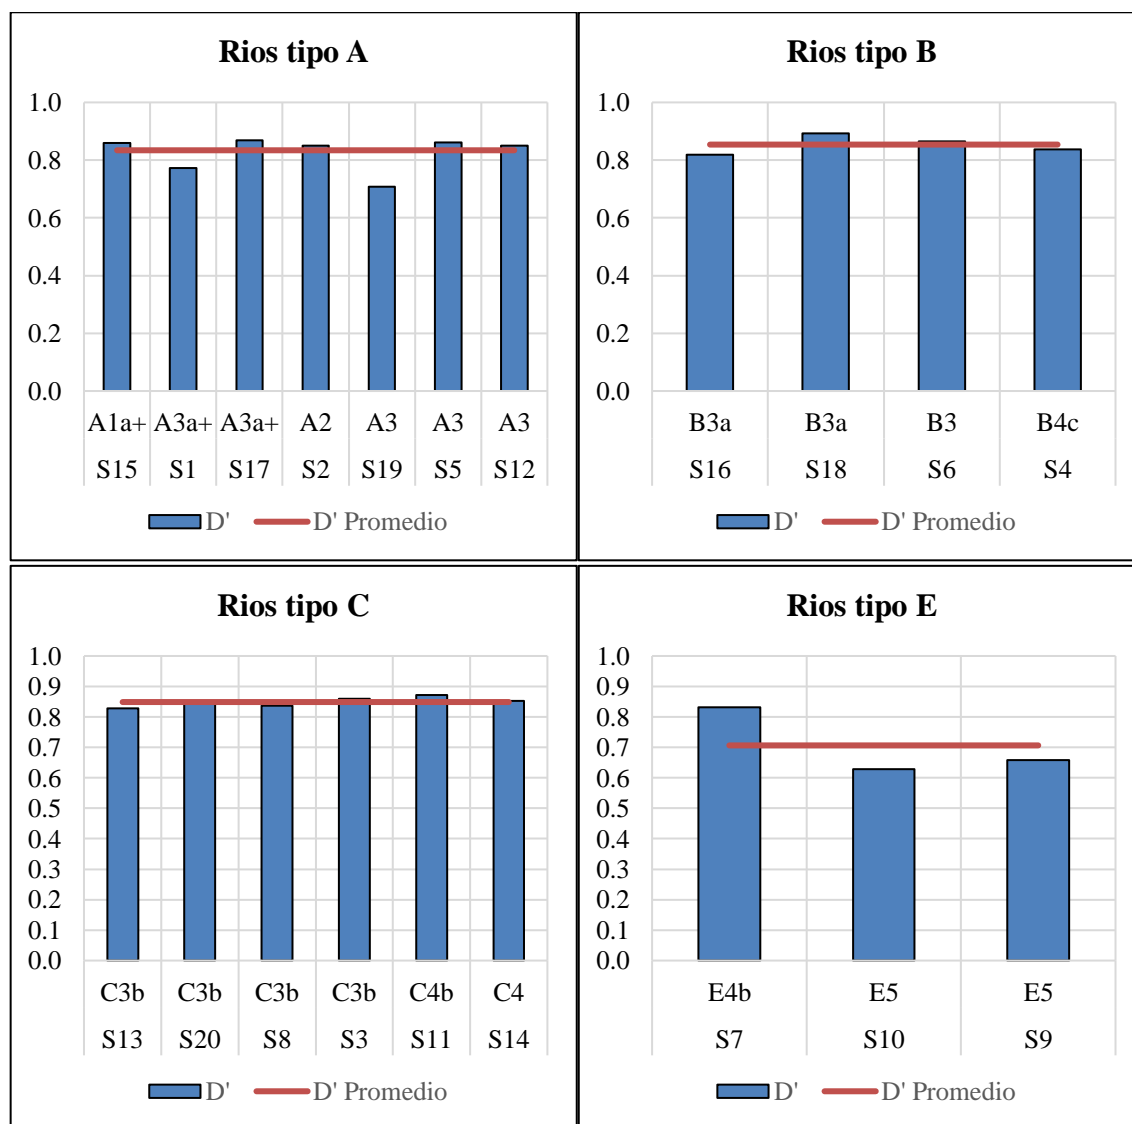 Rios tipo A
1.0
0.8
0.6
0.4
0.2
0.0
A1a+ A3a+ A3a+ A2 A3 A3 A3
S15 S1 S17 S2 S19 S5 S12
D' D' Promedio
Rios tipo B
1.0
0.8
0.6
0.4
0.2
0.0
B3a B3a B3 B4c
S16 S18 S6 S4
D' D' Promedio
Rios tipo C
1.0
0.9
0.8
0.7
0.6
0.5
0.4
0.3
0.2
0.1
0.0
C3b C3b C3b C3b C4b C4
S13 S20 S8 S3 S11 S14
D' D' Promedio
Rios tipo E
1.0
0.9
0.8
0.7
0.6
0.5
0.4
0.3
0.2
0.1
0.0
E4b E5 E5
S7 S10 S9
D' D' Promedio